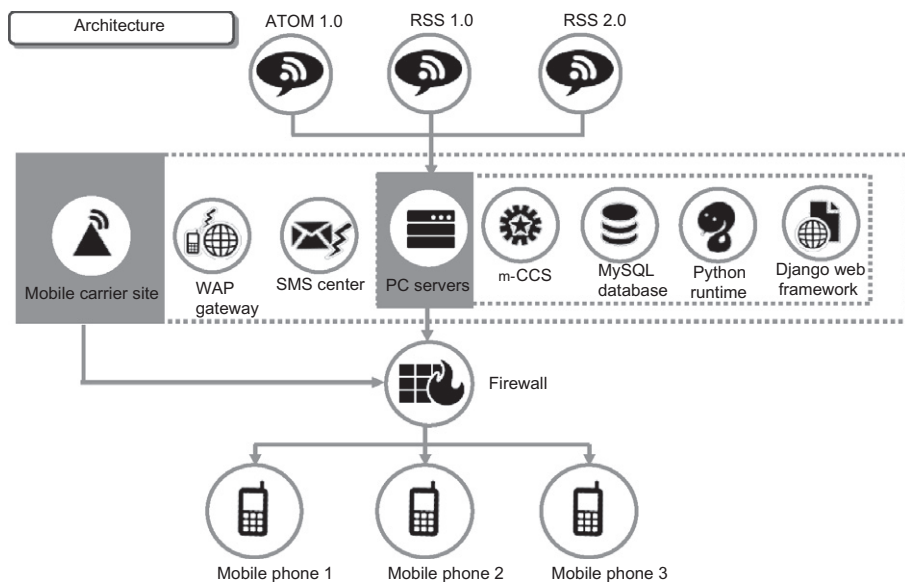 Architecture
ATOM 1.0
RSS 1.0
RSS 2.0
Mobile carrier site
WAP
gateway
SMS center
PC servers
m-CCS
MySQL
database
Python
runtime
Django web
framework
Firewall
Mobile phone 1
Mobile phone 2
Mobile phone 3